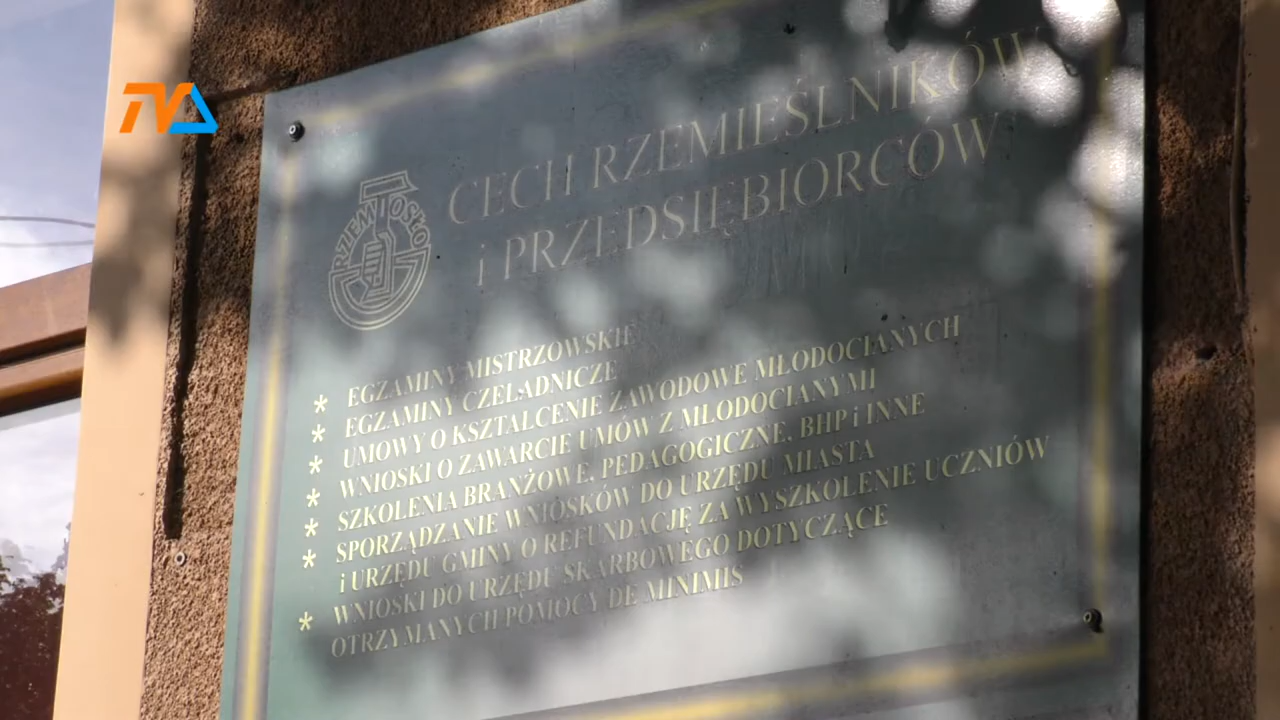 TVA
CECH RZEMIEŚLNIKÓW
i PRZEDSIĘBIORCÓW
RZEMIOSŁO
* EGZAMINY MISTRZOWSKIE
* EGZAMINY CZELADNICZE
* UMOWY O KSZTAŁCENIE ZAWODOWE MŁODOCIANYCH
* WNIOSKI O ZAWARCIE UMÓW Z MŁODOCIANYMI
* SZKOLENIA BRANŻOWE, PEDAGOGICZNE, BHP i INNE
* SPORZĄDZANIE WNIOSKÓW DO URZĘDU MIASTA
i URZĘDU GMINY O REFUNDACJĘ ZA WYSZKOLENIE UCZNIÓW
* WNIOSKI DO URZĘDU SKARBOWEGO DOTYCZĄCE
OTRZYMANYCH POMOCY DE MINIMIS